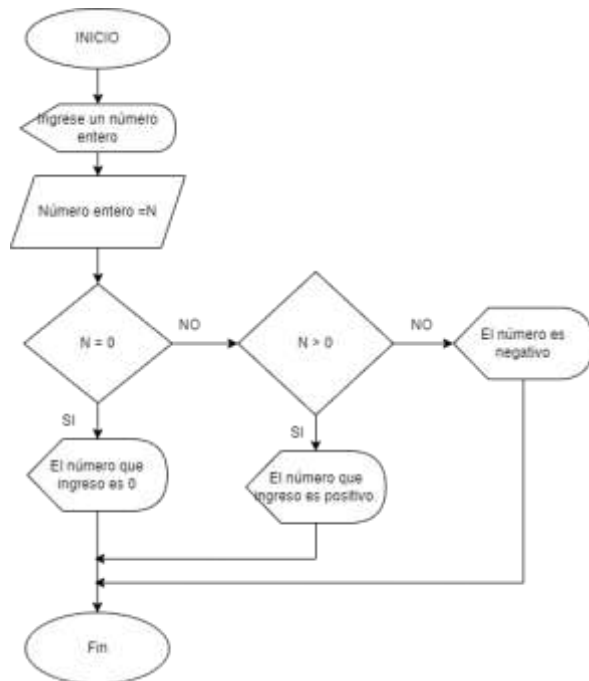 INICIO
Ingrese un número
entero
Número entero =N
N = 0
NO
N > 0
NO
El número es
negativo
SI
El número que
ingreso es 0
SI
El número que
ingreso es positivo
Fin